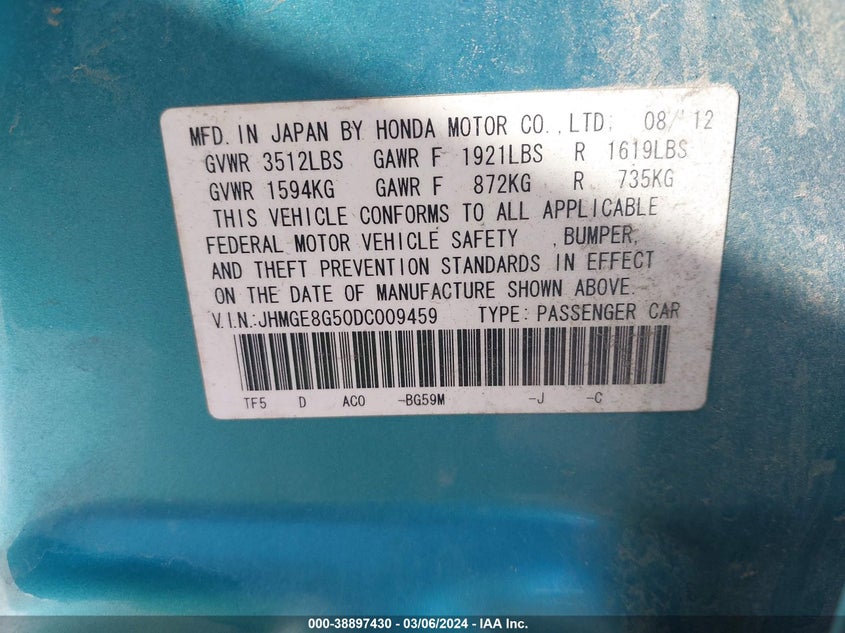 MFD. IN JAPAN BY HONDA MOTOR CO., LTD. 08/12
GVWR 3512LBS GAWR F 1921LBS R 1619LBS
GVWR 1594KG GAWR F 872KG R 735KG
THIS VEHICLE CONFORMS TO ALL APPLICABLE
FEDERAL MOTOR VEHICLE SAFETY , BUMPER,
AND THEFT PREVENTION STANDARDS IN EFFECT
ON THE DATE OF MANUFACTURE SHOWN ABOVE.
V.I.N.: JHMGE8G50DC009459 TYPE: PASSENGER CAR
TF5 D AC0 -BG59M -J -C
000-38897430 - 03/06/2024 - IAA Inc.